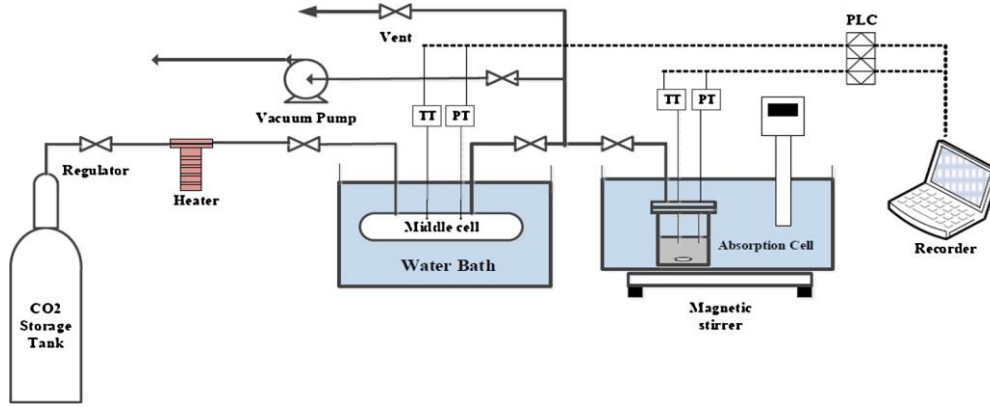 PLC
Vent
TT
PT
TT
PT
Vacuum Pump
Regulator
Heater
Middle cell
Absorption Cell
Recorder
Water Bath
CO2
Storage
Tank
Magnetic
stirrer